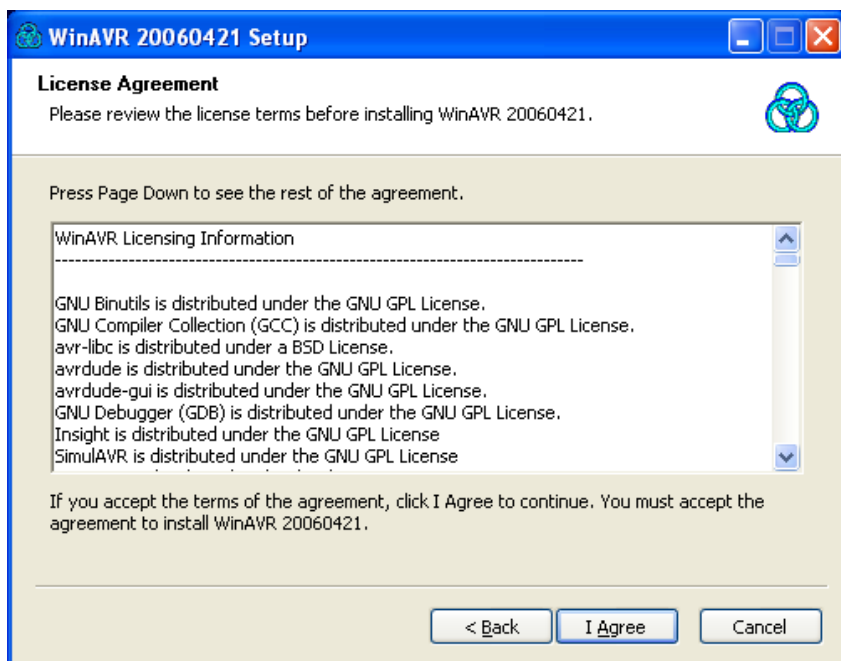 WinAVR 20060421 Setup
License Agreement
Please review the license terms before installing WinAVR 20060421.
Press Page Down to see the rest of the agreement.
WinAVR Licensing Information
--------------------------------------------------------------------------------
GNU Binutils is distributed under the GNU GPL License.
GNU Compiler Collection (GCC) is distributed under the GNU GPL License.
avr-libc is distributed under a BSD License.
avrdude is distributed under the GNU GPL License.
avrdude-gui is distributed under the GNU GPL License.
GNU Debugger (GDB) is distributed under the GNU GPL License.
Insight is distributed under the GNU GPL License
SimulAVR is distributed under the GNU GPL License
If you accept the terms of the agreement, click I Agree to continue. You must accept the
agreement to install WinAVR 20060421.
< Back I Agree Cancel